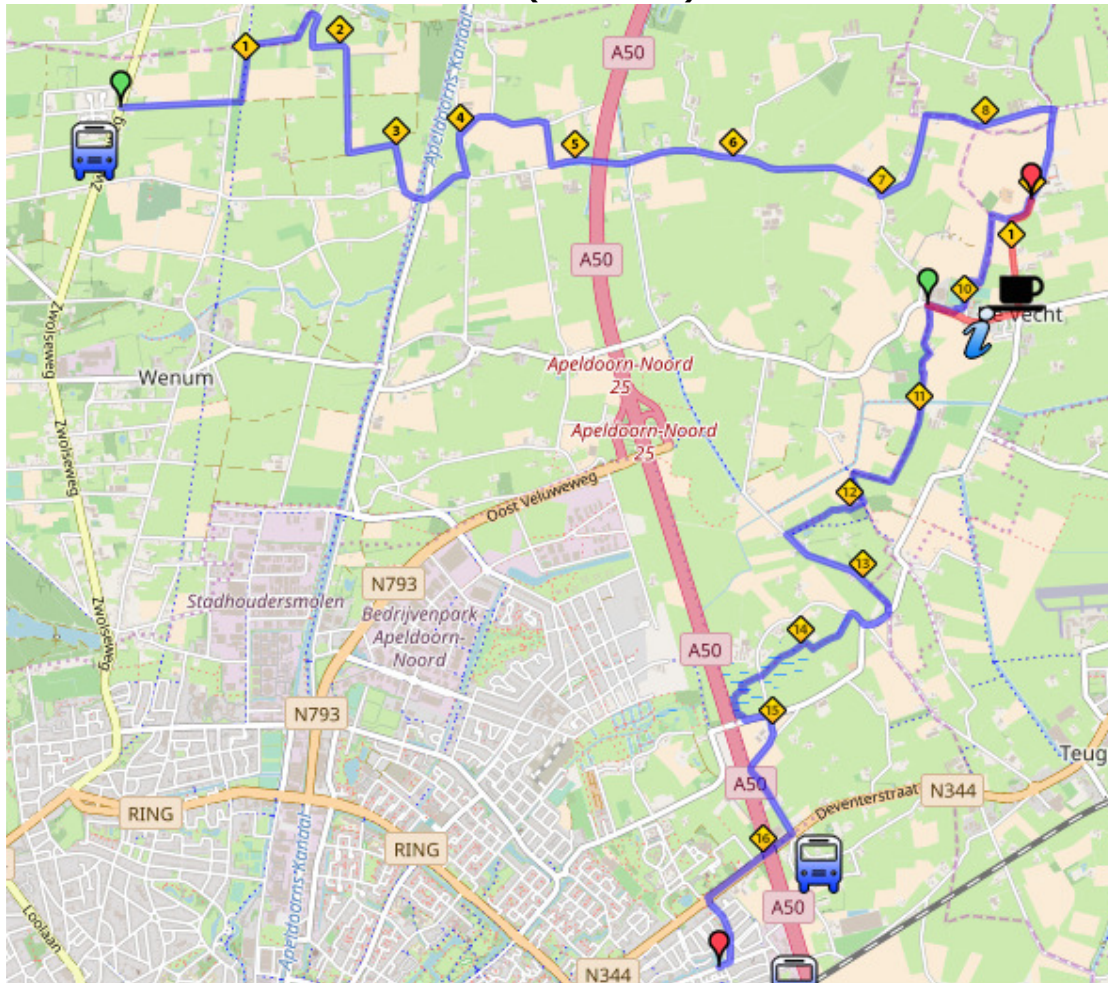 A50
1
2
3
4
5
6
7
8
Apeldoorns Kanaal
Zw
g
A50
1
10
De Vecht
i
Zwolseweg
Wenum
Apeldoorn-Noord
25
Apeldoorn-Noord
25
11
Zwolseweg
Oost Veluweweg
12
13
N793
Stadhoudersmolen
Bedrijvenpark
Apeldoorn-
Noord
Zwolseweg
14
A50
N793
15
Teug
A50
N344
Deventerstraat
RING
RING
16
Apeldoorns Kanaal
A50
Looiaan
N344